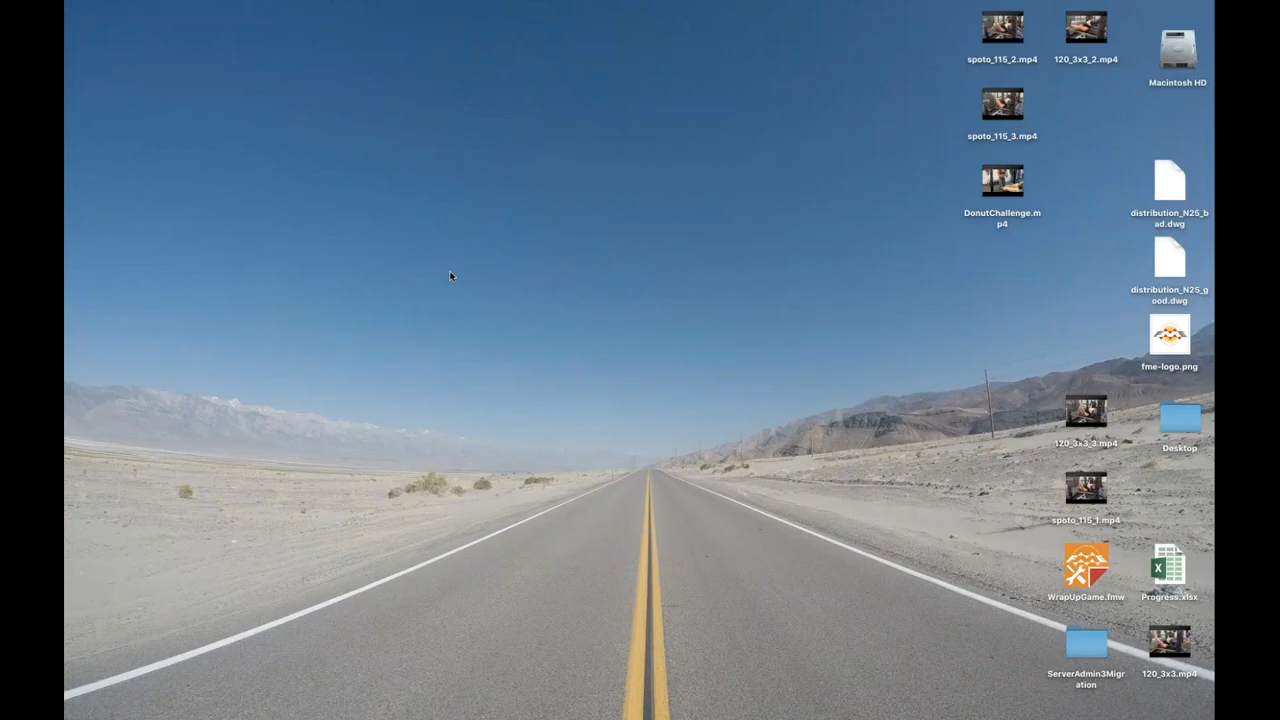 spoto_115_2.mp4
120_3x3_2.mp4
Macintosh HD
spoto_115_3.mp4
DonutChallenge.m
p4
distribution_N25_b
ad.dwg
distribution_N25_g
ood.dwg
fme-logo.png
120_3x3_3.mp4
Desktop
spoto_115_1.mp4
WrapUpGame.fmw
Progress.xlsx
ServerAdmin3Migr
ation
120_3x3.mp4